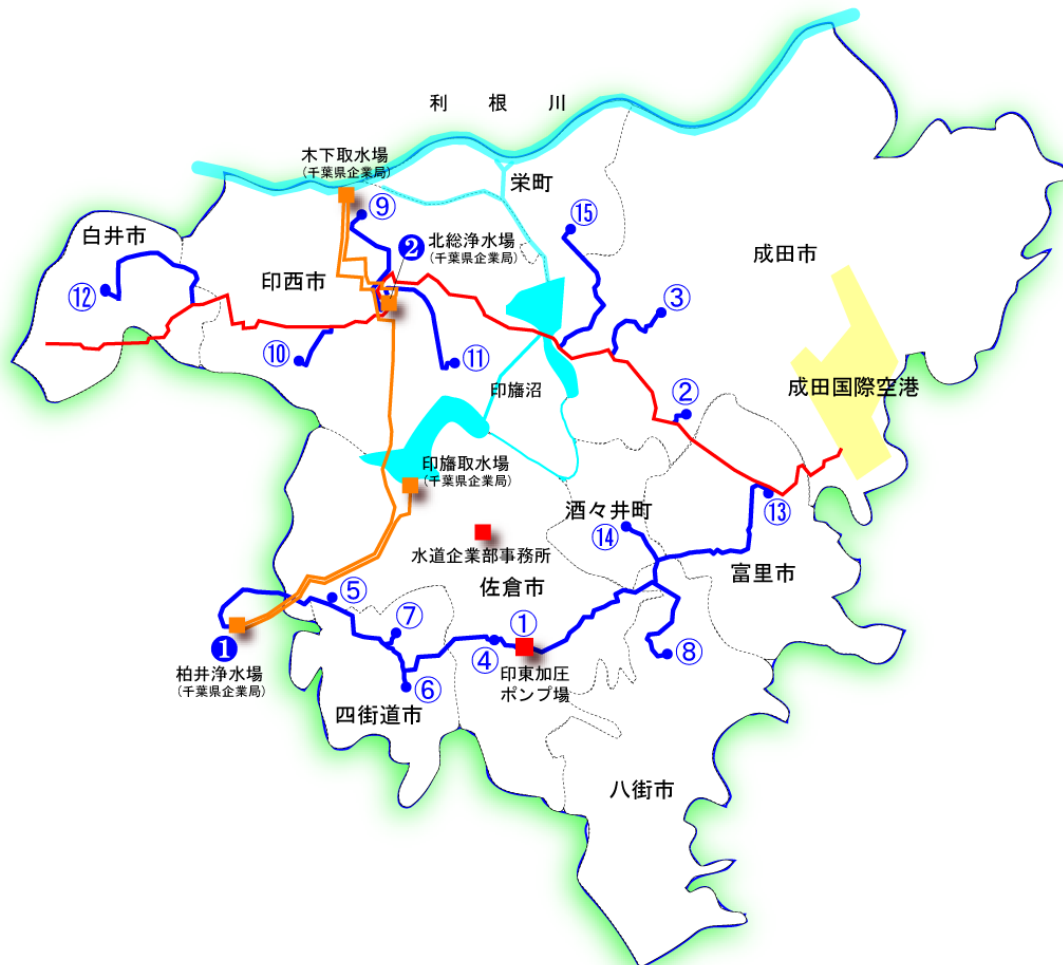 利根川
木下取水場
(千葉県企業局)
栄町
⑨
⑮
白井市
❷
北総浄水場
(千葉県企業局)
成田市
印西市
⑫
③
⑩
⑪
印旛沼
成田国際空港
②
印旛取水場
(千葉県企業局)
⑬
酒々井町
⑭
水道企業部事務所
富里市
佐倉市
⑤
⑦
①
④
⑧
❶
柏井浄水場
(千葉県企業局)
印東加圧
ポンプ場
⑥
四街道市
八街市